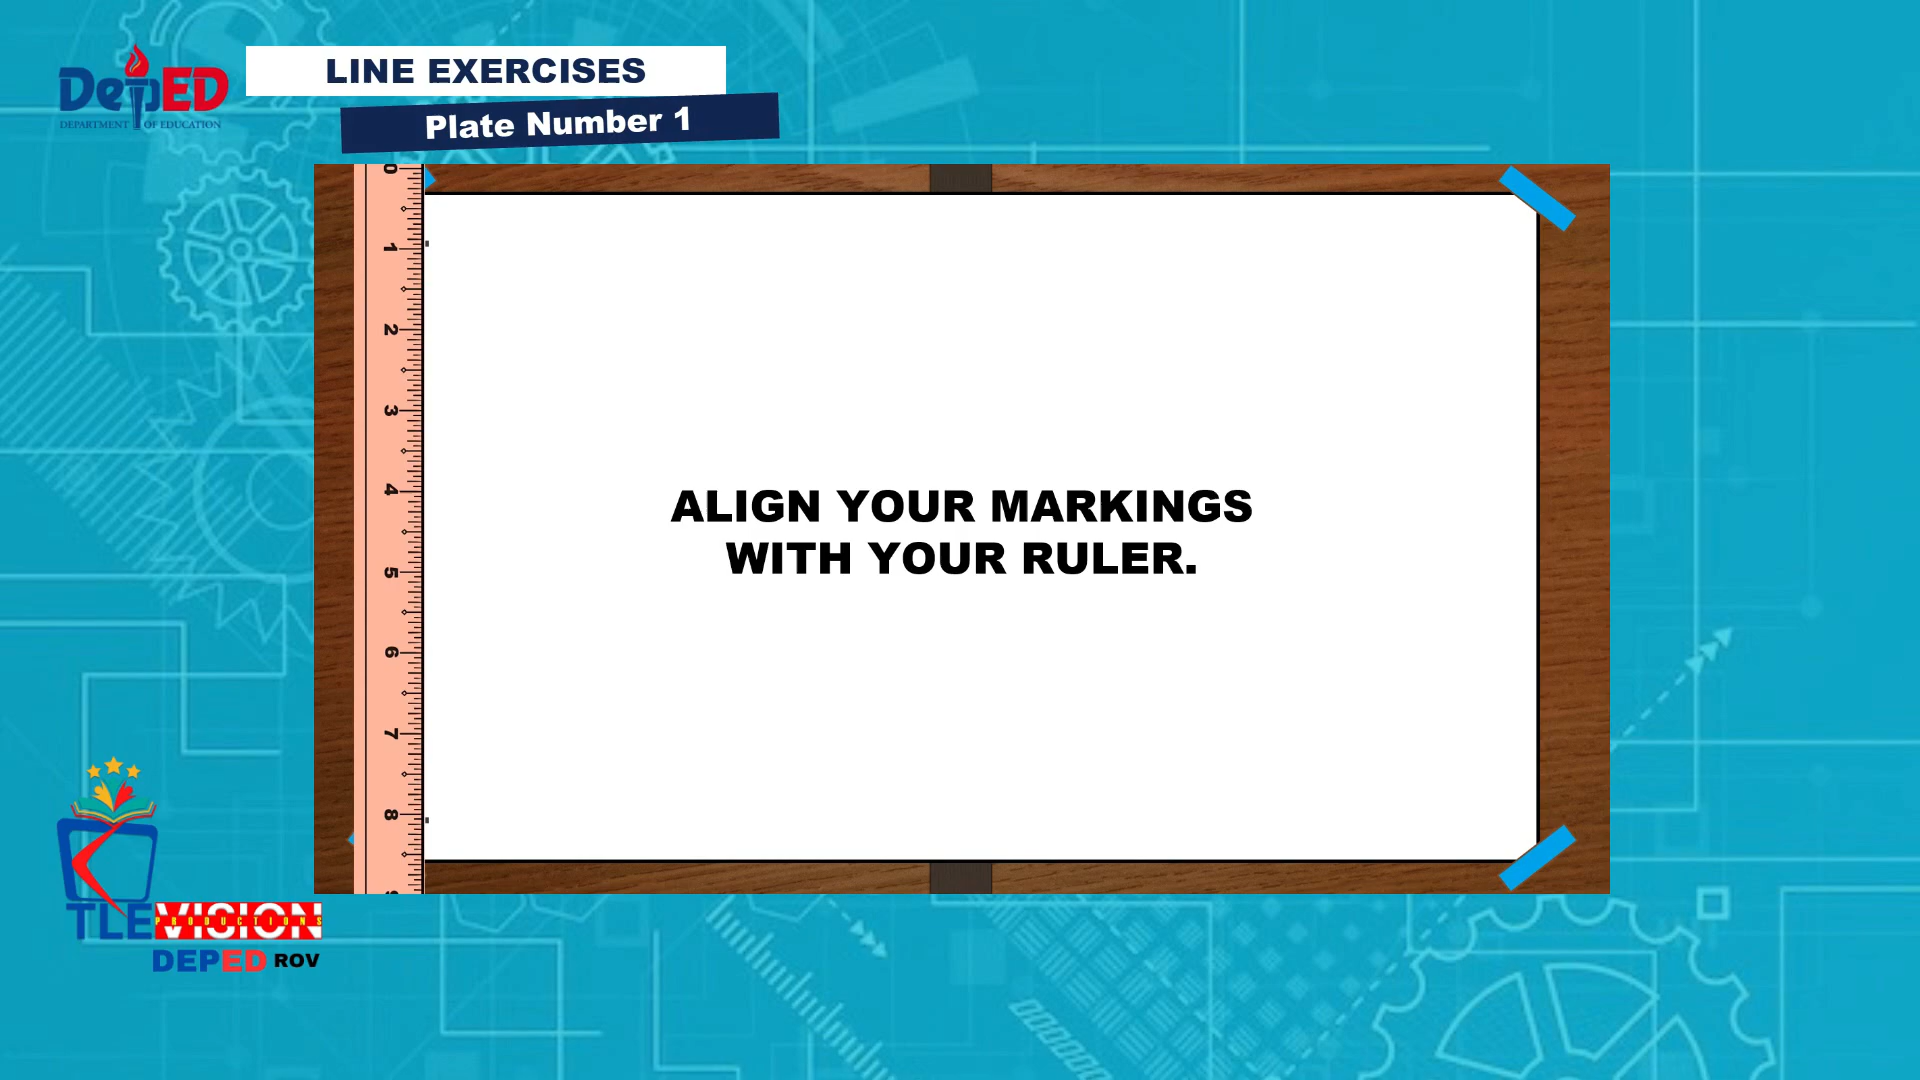 DepED
DEPARTMENT OF EDUCATION
LINE EXERCISES
Plate Number 1
0
1
2
3
4
5
6
7
8
ALIGN YOUR MARKINGS
WITH YOUR RULER.
TLEVISION
PRODUCTIONS
DEPED ROV